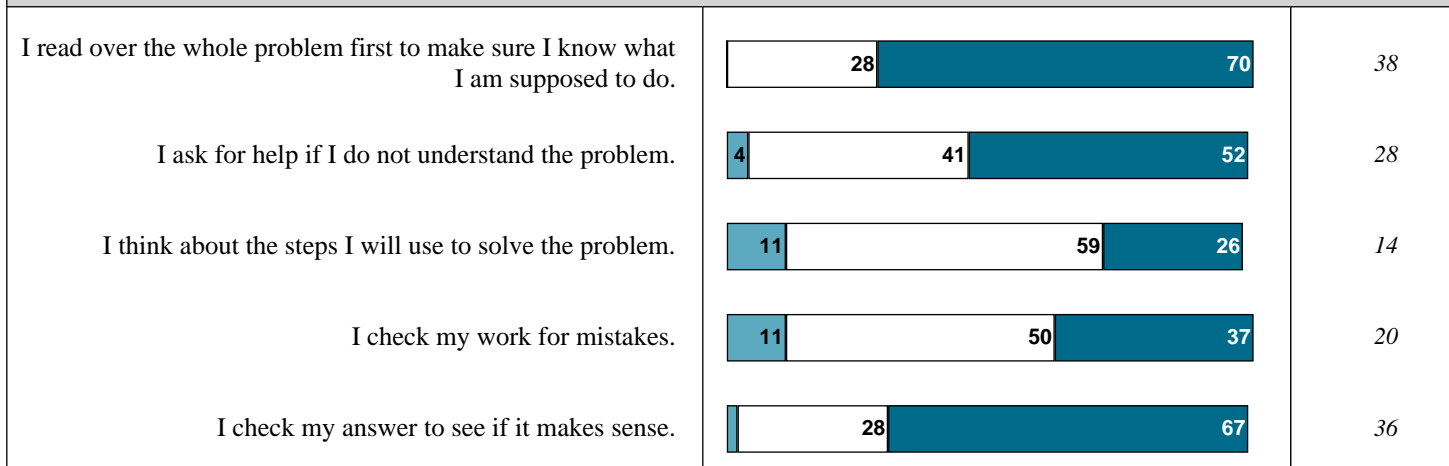 I read over the whole problem first to make sure I know what
I am supposed to do.
28 70 38
I ask for help if I do not understand the problem.
4 41 52 28
I think about the steps I will use to solve the problem.
11 59 26 14
I check my work for mistakes.
11 50 37 20
I check my answer to see if it makes sense.
28 67 36